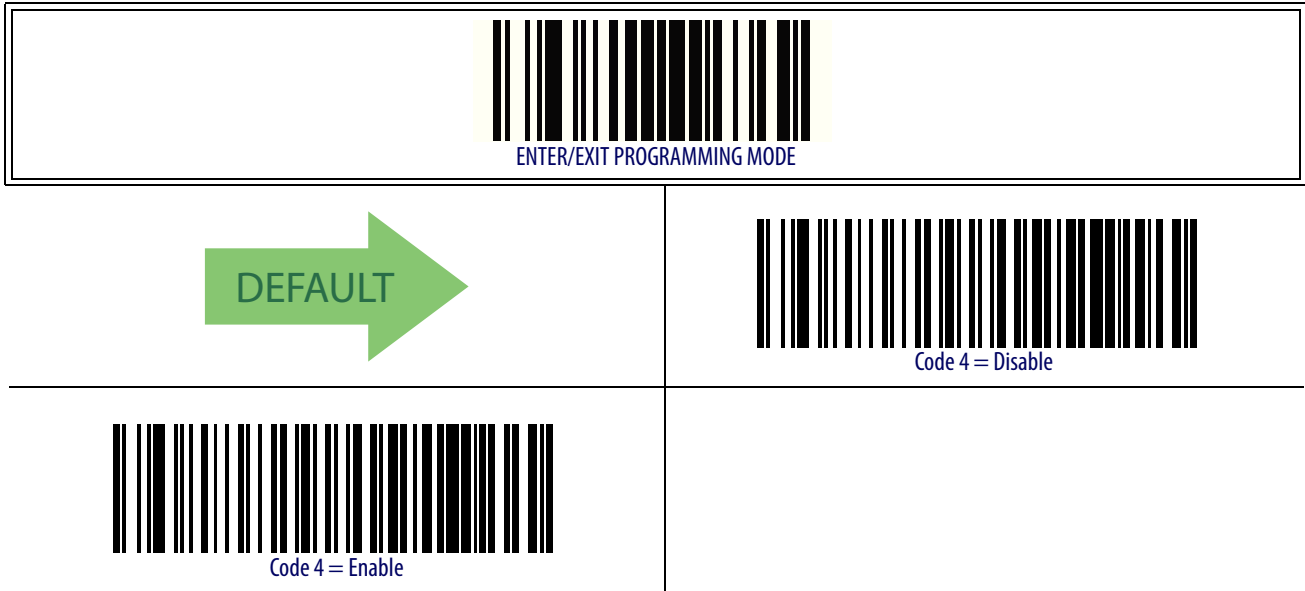 ENTER/EXIT PROGRAMMING MODE
DEFAULT
Code 4 = Disable
Code 4 = Enable